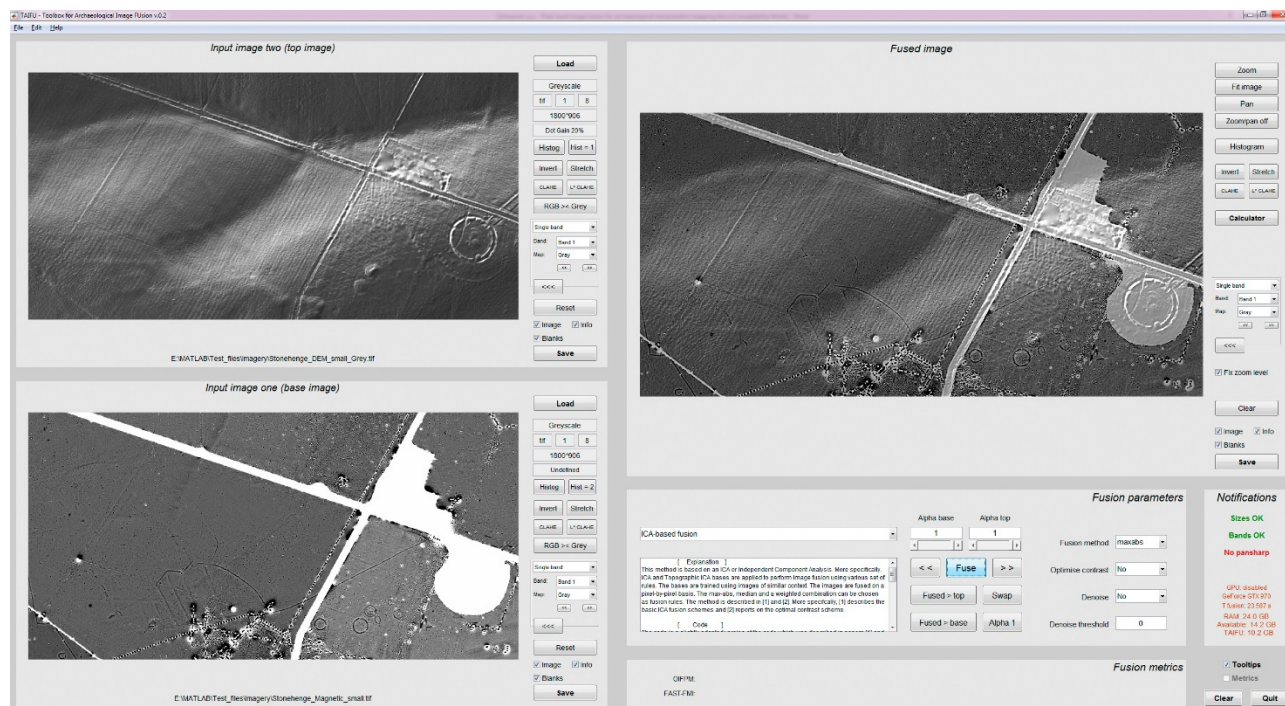 TAIFU - Toolbox for Archaeological Image FUsion v.0.2
File Edit Help
Input image two (top image)
Load
Greyscale
tif 1 8
1800*906
Dot Gain 20%
Histog Hist = 1
Invert Stretch
CLAHE L* CLAHE
RGB >< Grey
Single band
Band: Band 1
Map: Gray
<< >>
<<<
Reset
Image Info
Blanks
Save
E:\MATLAB\Test_files\Imagery\Stonehenge_DEM_small_Grey.tif
Input image one (base image)
Load
Greyscale
tif 1 8
1800*906
Undefined
Histog Hist = 2
Invert Stretch
CLAHE L* CLAHE
RGB >< Grey
Single band
Band: Band 1
Map: Gray
<< >>
<<<
Reset
Image Info
Blanks
Save
E:\MATLAB\Test_files\Imagery\Stonehenge_Magnetic_small.tif
Fused image
Zoom
Fit image
Pan
Zoom/pan off
Histogram
Invert Stretch
CLAHE L* CLAHE
Calculator
Single band
Band: Band 1
Map: Gray
<< >>
<<<
Fix zoom level
Clear
Image Info
Blanks
Save
Fusion parameters
ICA-based fusion
[ Explanation ]
This method is based on an ICA or Independent Component Analysis. More specifically,
ICA and Topographic ICA bases are applied to perform image fusion using various set of
rules. The bases are trained using images of similar context. The images are fused on a
pixel-by-pixel basis. The max-abs, median and a weighted combination can be chosen
as fusion rules. The method is described in [1] and [2]. More specifcally, [1] describes the
basic ICA fusion schemes and [2] reports on the optimal contrast scheme.
[ Code ]
Alpha base Alpha top
1 1
<< Fuse >>
Fused > top Swap
Fused > base Alpha 1
Fusion method maxabs
Optimise contrast No
Denoise No
Denoise threshold 0
Notifications
Sizes OK
Bands OK
No pansharp
GPU: disabled
GeForce GTX 970
T fusion: 23.587 s
RAM: 24.0 GB
Available: 14.2 GB
TAIFU: 10.2 GB
Fusion metrics
OIFPM:
FAST-FMI:
Tooltips
Metrics
Clear Quit